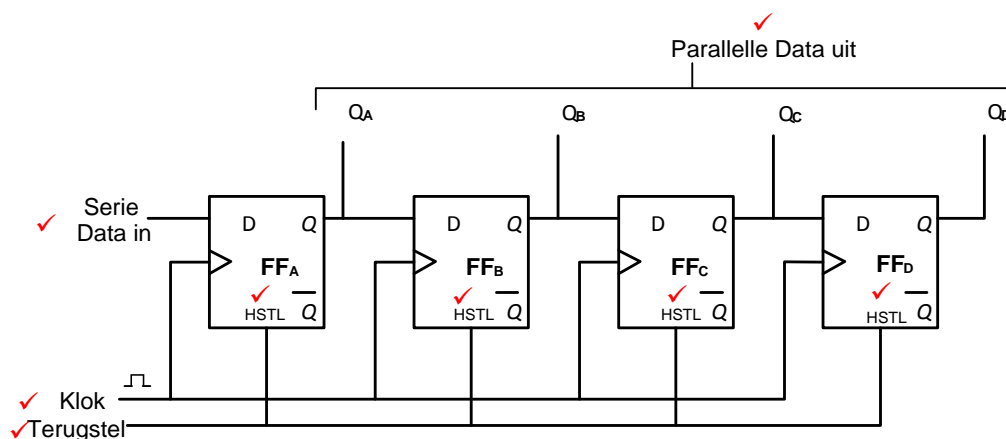 Parallelle Data uit
QA QB QC QD
Serie
Data in
D Q D Q D Q D Q
FFA FFB FFC FFD
HSTL Q HSTL Q HSTL Q HSTL Q
Klok
Terugstel